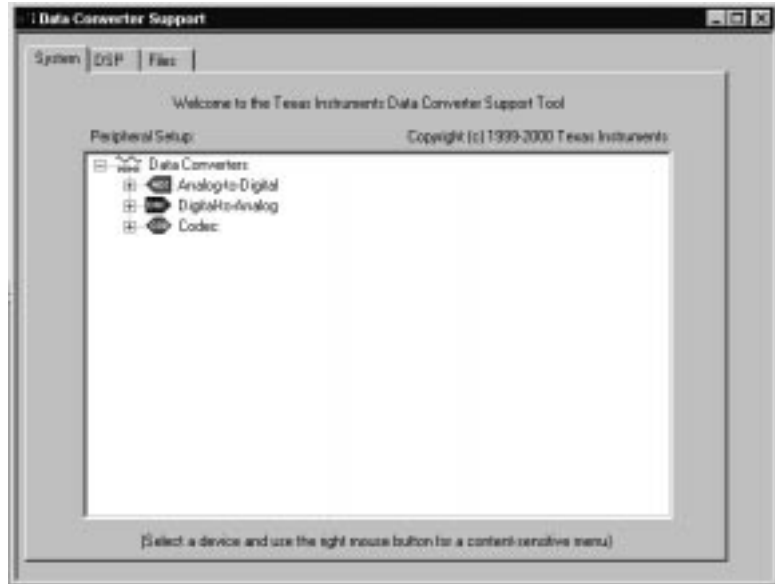 Data Converter Support
System DSP Files
Welcome to the Texas Instruments Data Converter Support Tool
Peripheral Setup: Copyright (c) 1999-2000 Texas Instruments
Data Converters
Analog-to-Digital
Digital-to-Analog
Codec
(Select a device and use the right mouse button for a content-sensitive menu)